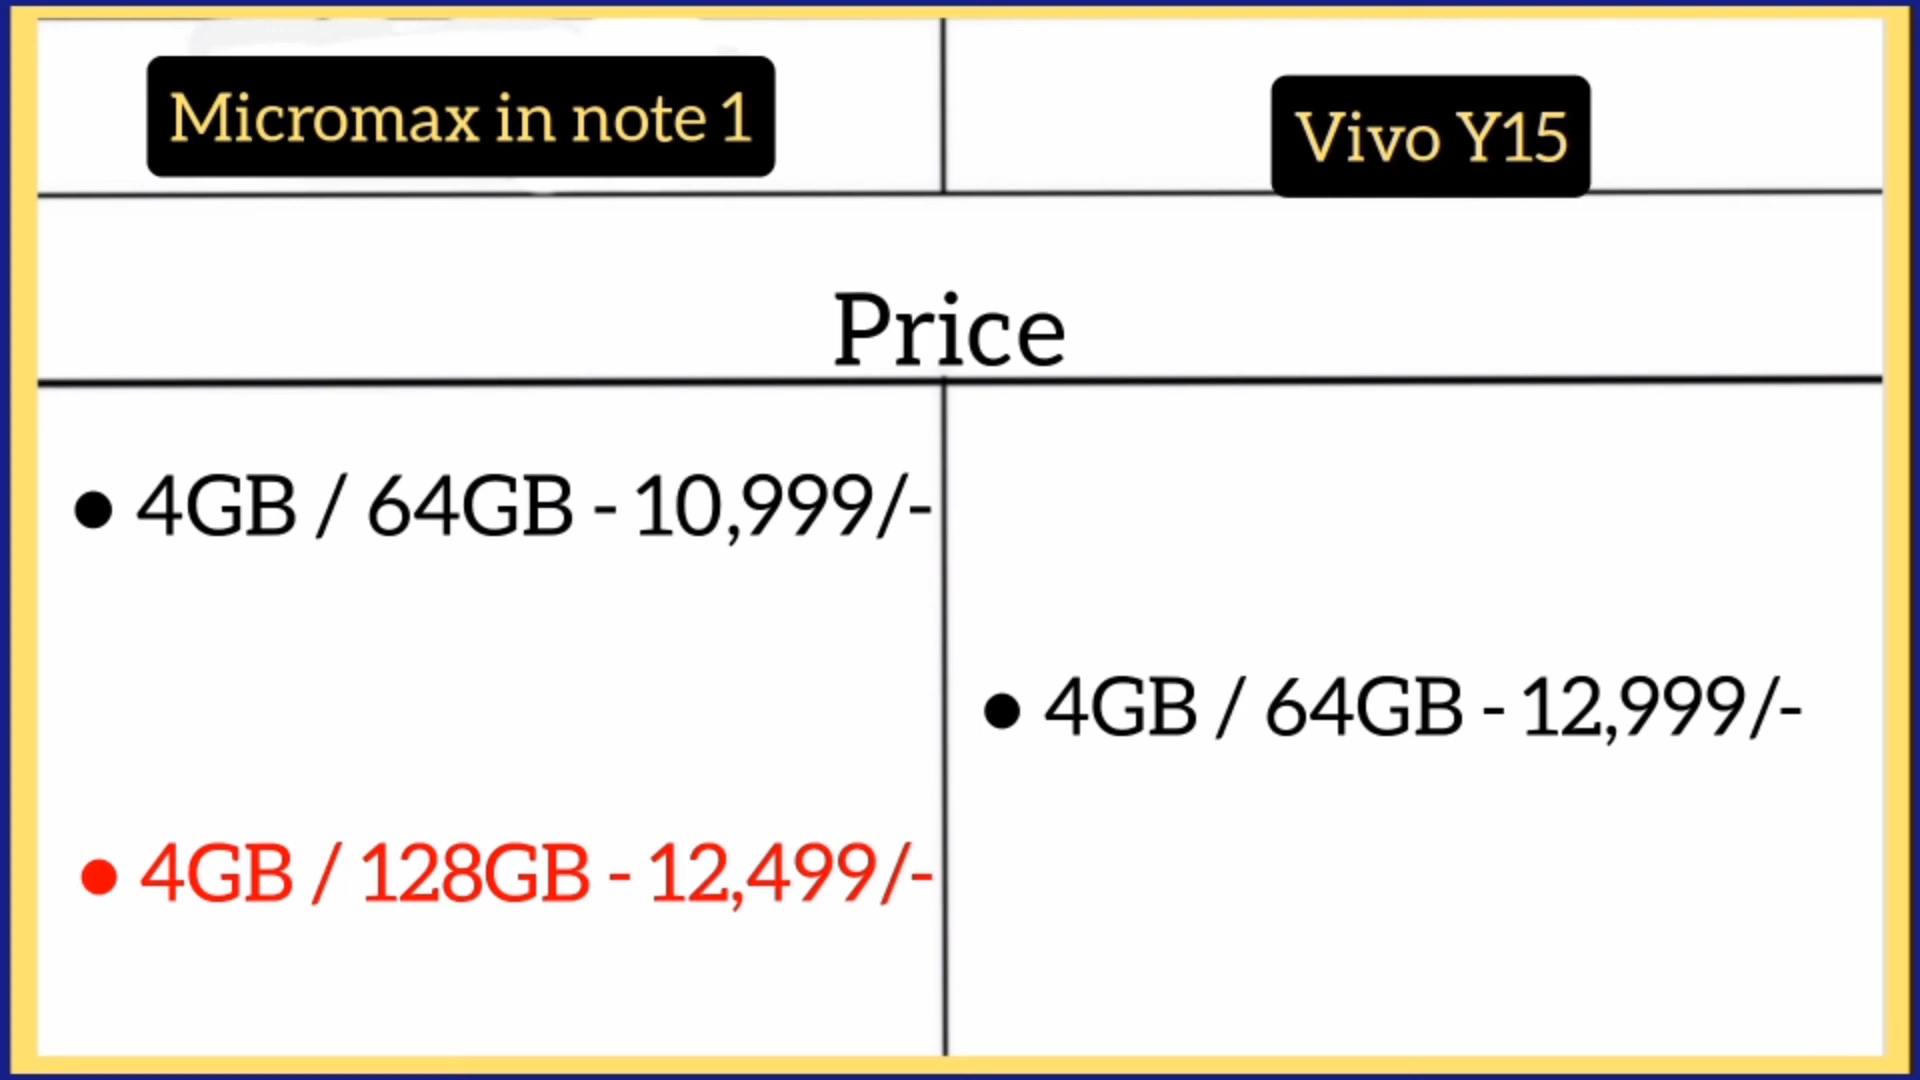 Micromax in note 1
Vivo Y15
Price
● 4GB / 64GB - 10,999/-
● 4GB / 64GB - 12,999/-
● 4GB / 128GB - 12,499/-